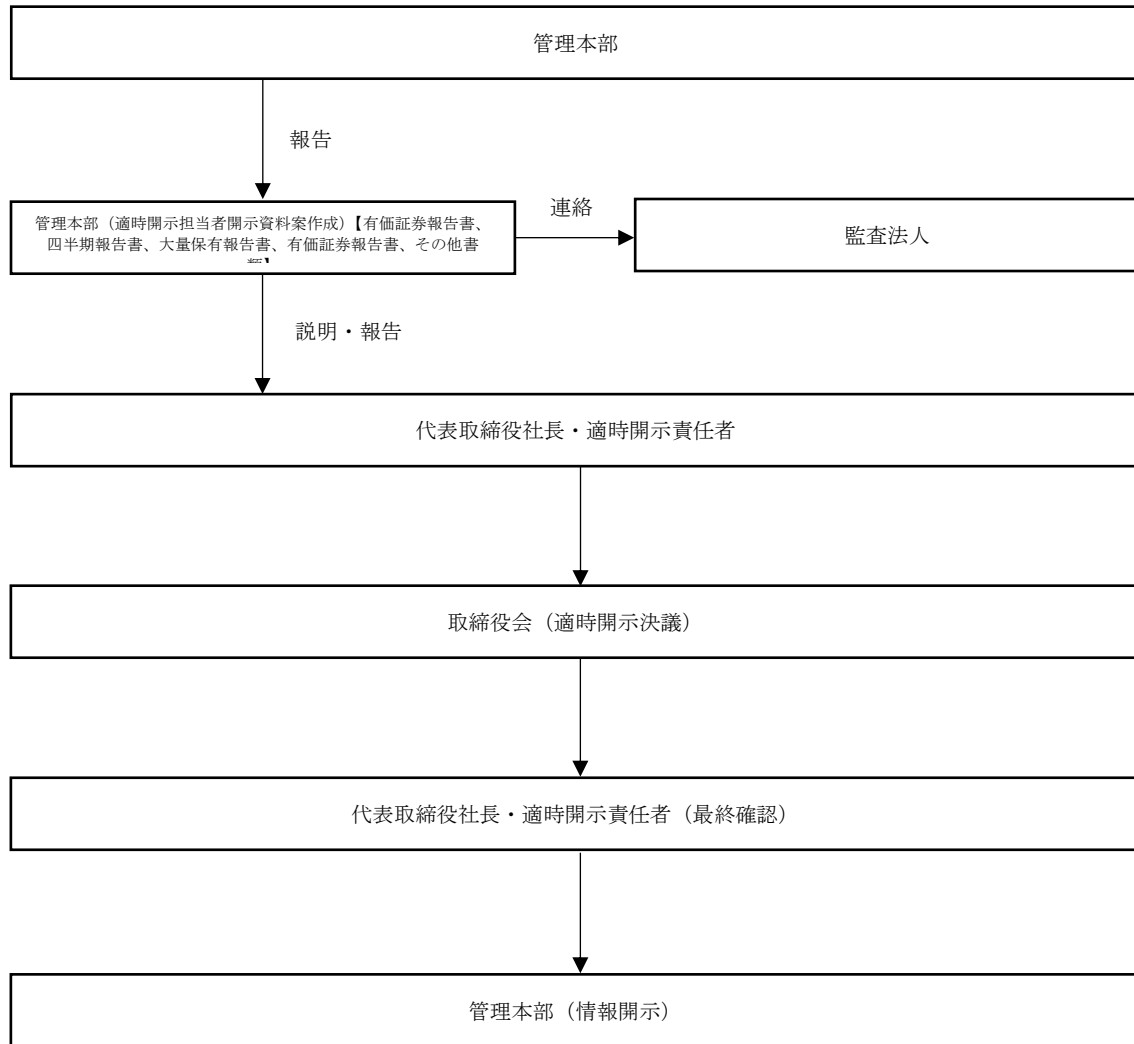 管理本部
報告
管理本部（適時開示担当者開示資料案作成）【有価証券報告書、
四半期報告書、大量保有報告書、有価証券報告書、その他書
類】
連絡
監査法人
説明・報告
代表取締役社長・適時開示責任者
取締役会（適時開示決議）
代表取締役社長・適時開示責任者（最終確認）
管理本部（情報開示）